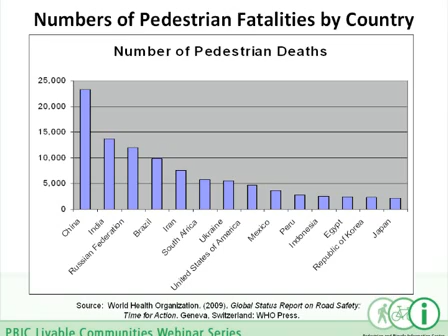 Numbers of Pedestrian Fatalities by Country
Number of Pedestrian Deaths
25,000
20,000
15,000
10,000
5,000
0
China
India
Russian Federation
Brazil
Iran
South Africa
Ukraine
United States of America
Mexico
Peru
Indonesia
Egypt
Republic of Korea
Japan
Source: World Health Organization. (2009). Global Status Report on Road Safety:
Time for Action. Geneva, Switzerland: WHO Press.
PBIC Livable Communities Webinar Series